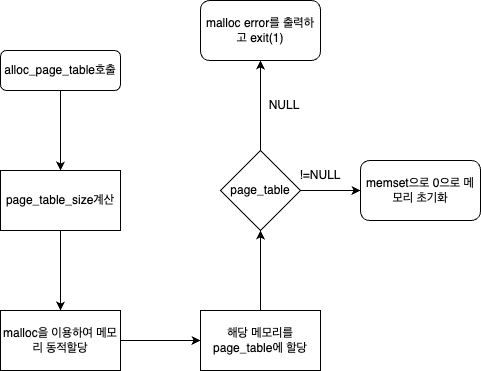 malloc error를 출력하
고 exit(1)
alloc_page_table호출
NULL
page_table_size계산
page_table
!=NULL
memset으로 0으로 메
모리 초기화
malloc을 이용하여 메모
리 동적할당
해당 메모리를
page_table에 할당